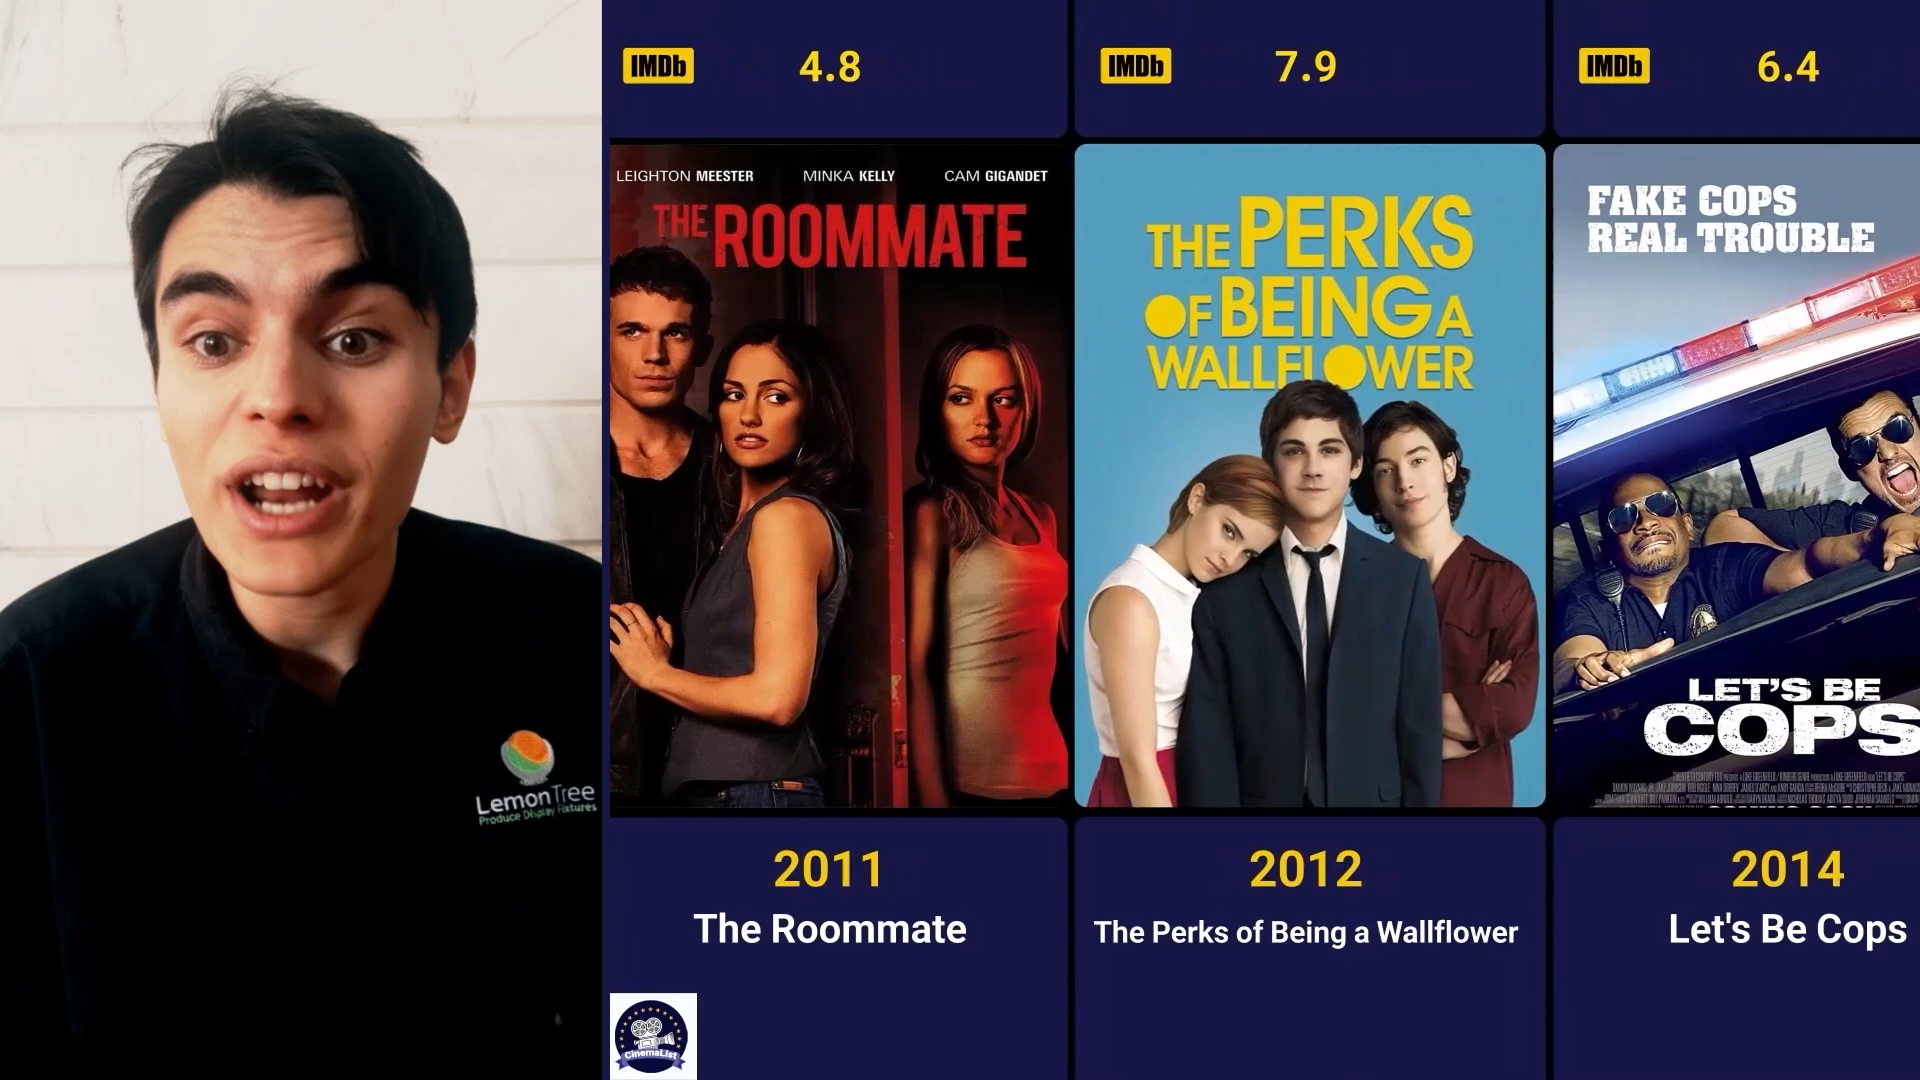 IMDb 4.8
IMDb 7.9
IMDb 6.4
LEIGHTON MEESTER MINKA KELLY CAM GIGANDET
THE ROOMMATE
THE PERKS
OF BEING A
WALLFLOWER
FAKE COPS
REAL TROUBLE
LET'S BE
COPS
LemonTree
Produce Display Fixtures
2011
The Roommate
2012
The Perks of Being a Wallflower
2014
Let's Be Cops
CinemaList